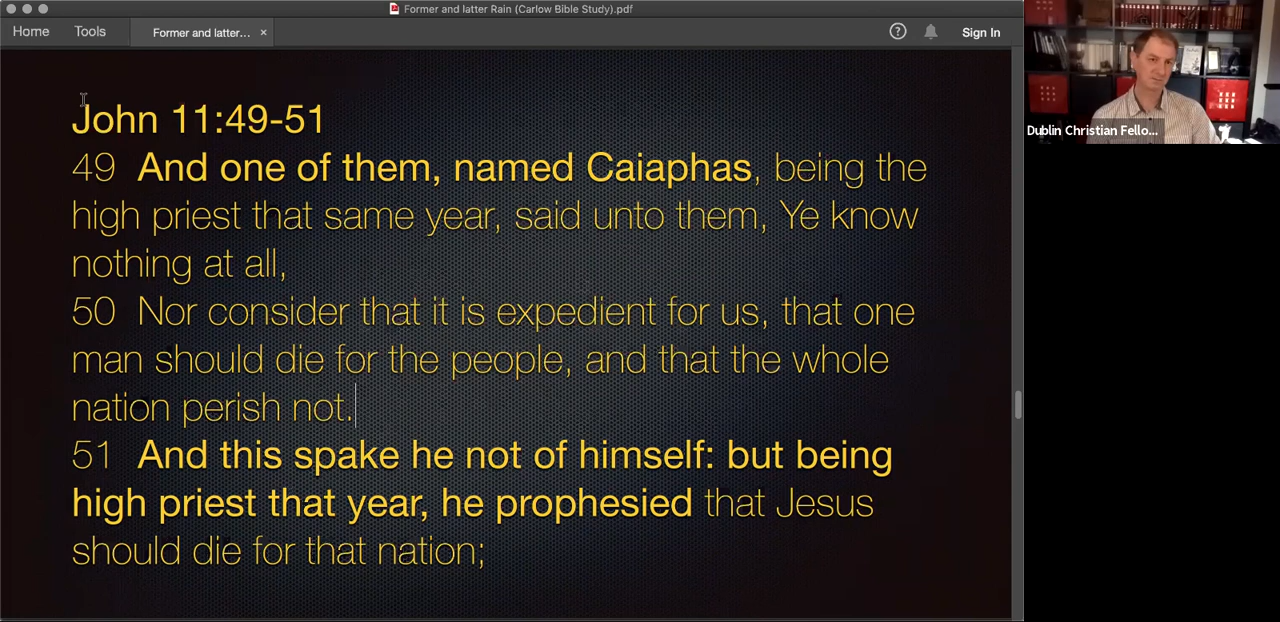 Former and latter Rain (Carlow Bible Study).pdf
Home Tools Former and latter... × ? Sign In
John 11:49-51
49 And one of them, named Caiaphas, being the
high priest that same year, said unto them, Ye know
nothing at all,
50 Nor consider that it is expedient for us, that one
man should die for the people, and that the whole
nation perish not.
51 And this spake he not of himself: but being
high priest that year, he prophesied that Jesus
should die for that nation;
Dublin Christian Fello...